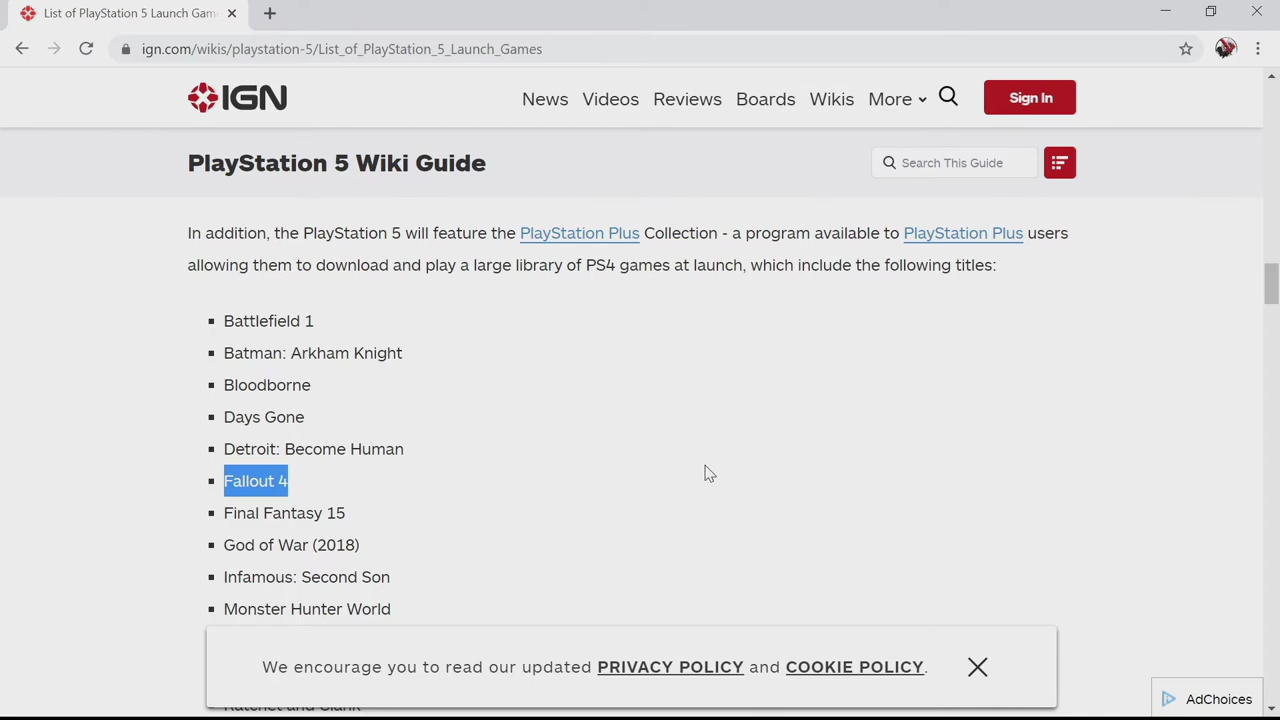 List of PlayStation 5 Launch Gam
ign.com/wikis/playstation-5/List_of_PlayStation_5_Launch_Games
IGN
News Videos Reviews Boards Wikis More
Sign In
PlayStation 5 Wiki Guide
Search This Guide
In addition, the PlayStation 5 will feature the PlayStation Plus Collection - a program available to PlayStation Plus users
allowing them to download and play a large library of PS4 games at launch, which include the following titles:
Battlefield 1
Batman: Arkham Knight
Bloodborne
Days Gone
Detroit: Become Human
Fallout 4
Final Fantasy 15
God of War (2018)
Infamous: Second Son
Monster Hunter World
We encourage you to read our updated PRIVACY POLICY and COOKIE POLICY.
Ratchet and Clank
AdChoices